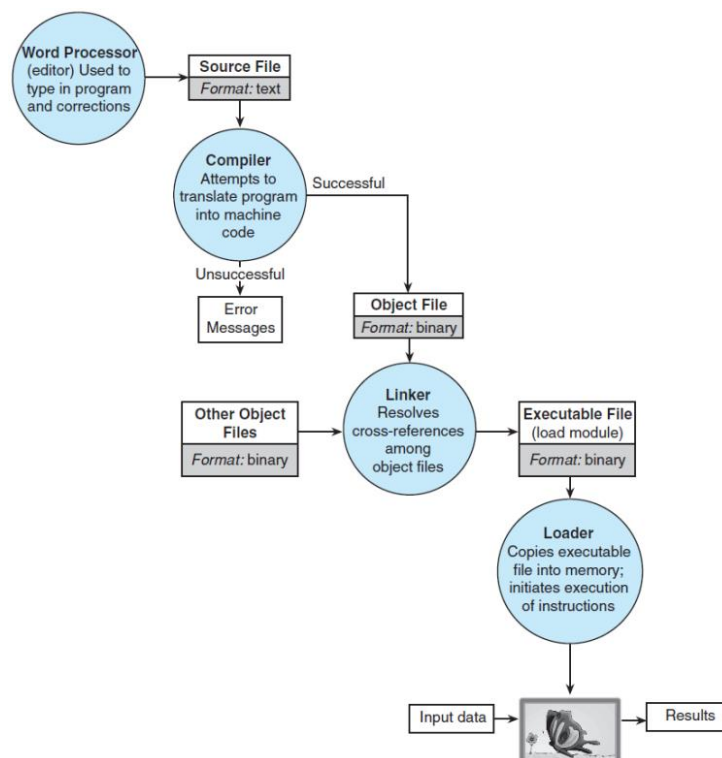 Word Processor
(editor) Used to
type in program
and corrections
Source File
Format: text
Compiler
Attempts to
translate program
into machine
code
Successful
Unsuccessful
Error
Messages
Object File
Format: binary
Other Object
Files
Format: binary
Linker
Resolves
cross-references
among
object files
Executable File
(load module)
Format: binary
Loader
Copies executable
file into memory;
initiates execution
of instructions
Input data
Results